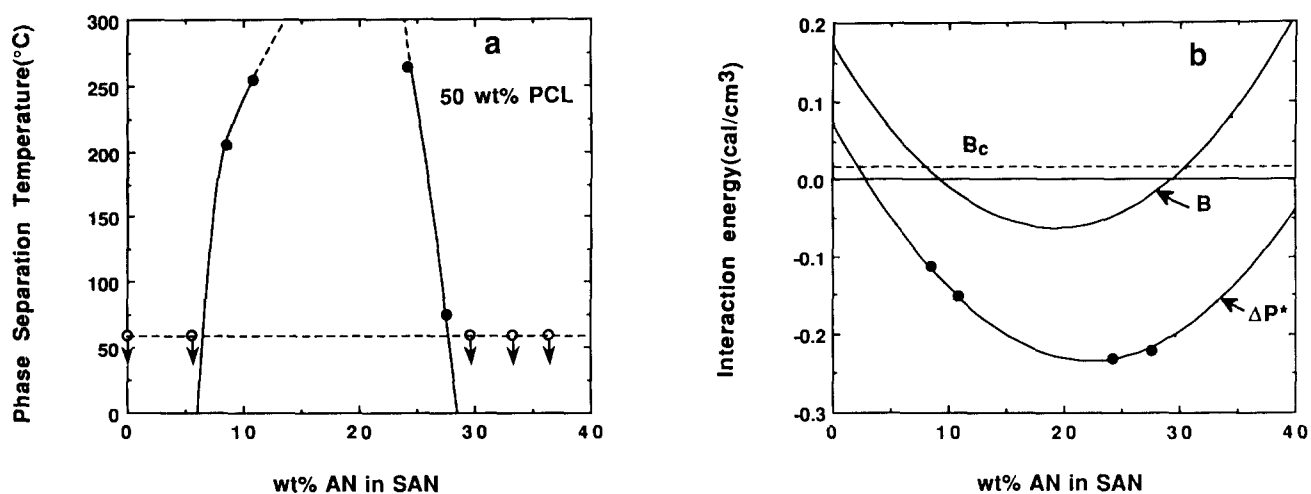 Phase Separation Temperature(°C)
300
250
200
150
100
50
0
a
50 wt% PCL
0 10 20 30 40
wt% AN in SAN
Interaction energy(cal/cm³)
0.2
0.1
0.0
-0.1
-0.2
-0.3
b
Bc
B
ΔP*
0 10 20 30 40
wt% AN in SAN